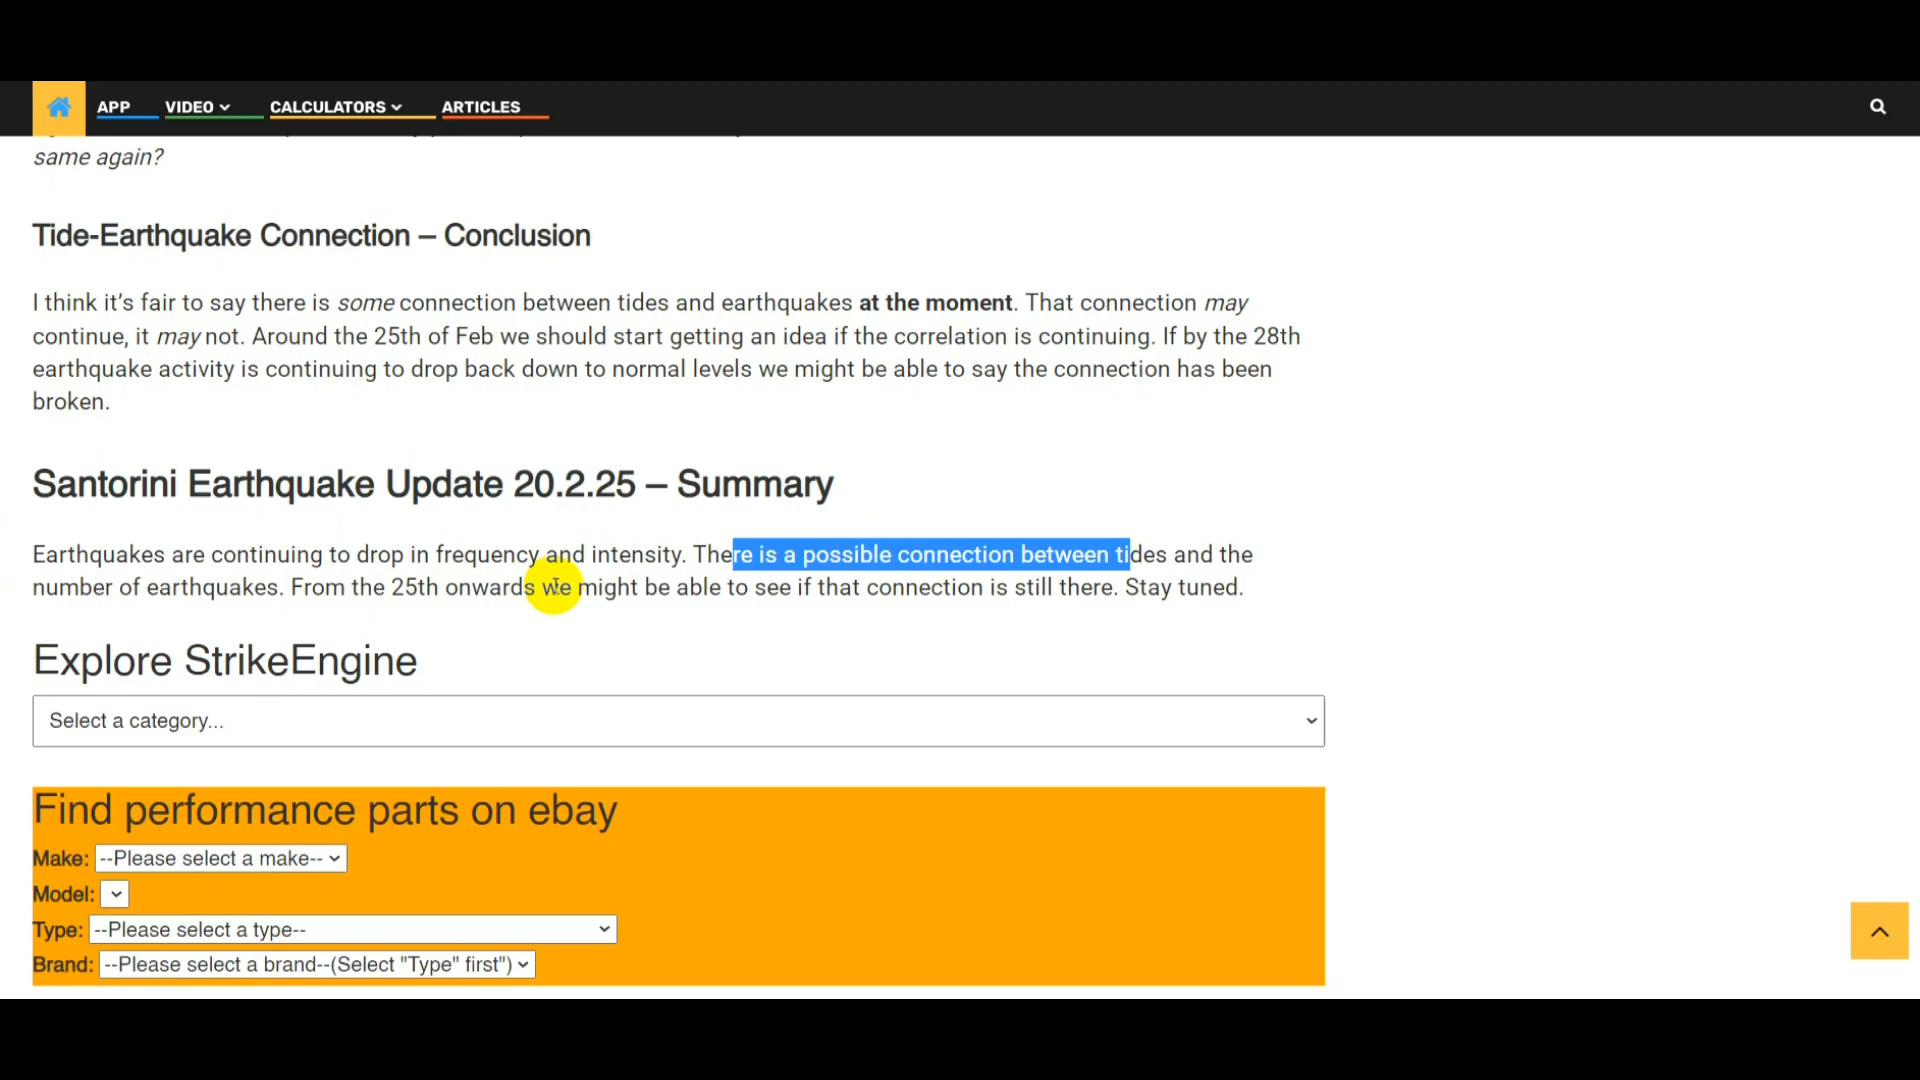 APP VIDEO CALCULATORS ARTICLES
same again?
Tide-Earthquake Connection – Conclusion
I think it’s fair to say there is some connection between tides and earthquakes at the moment. That connection may
continue, it may not. Around the 25th of Feb we should start getting an idea if the correlation is continuing. If by the 28th
earthquake activity is continuing to drop back down to normal levels we might be able to say the connection has been
broken.
Santorini Earthquake Update 20.2.25 – Summary
Earthquakes are continuing to drop in frequency and intensity. There is a possible connection between tides and the
number of earthquakes. From the 25th onwards we might be able to see if that connection is still there. Stay tuned.
Explore StrikeEngine
Select a category...
Find performance parts on ebay
Make: --Please select a make--
Model:
Type: --Please select a type--
Brand: --Please select a brand--(Select "Type" first")